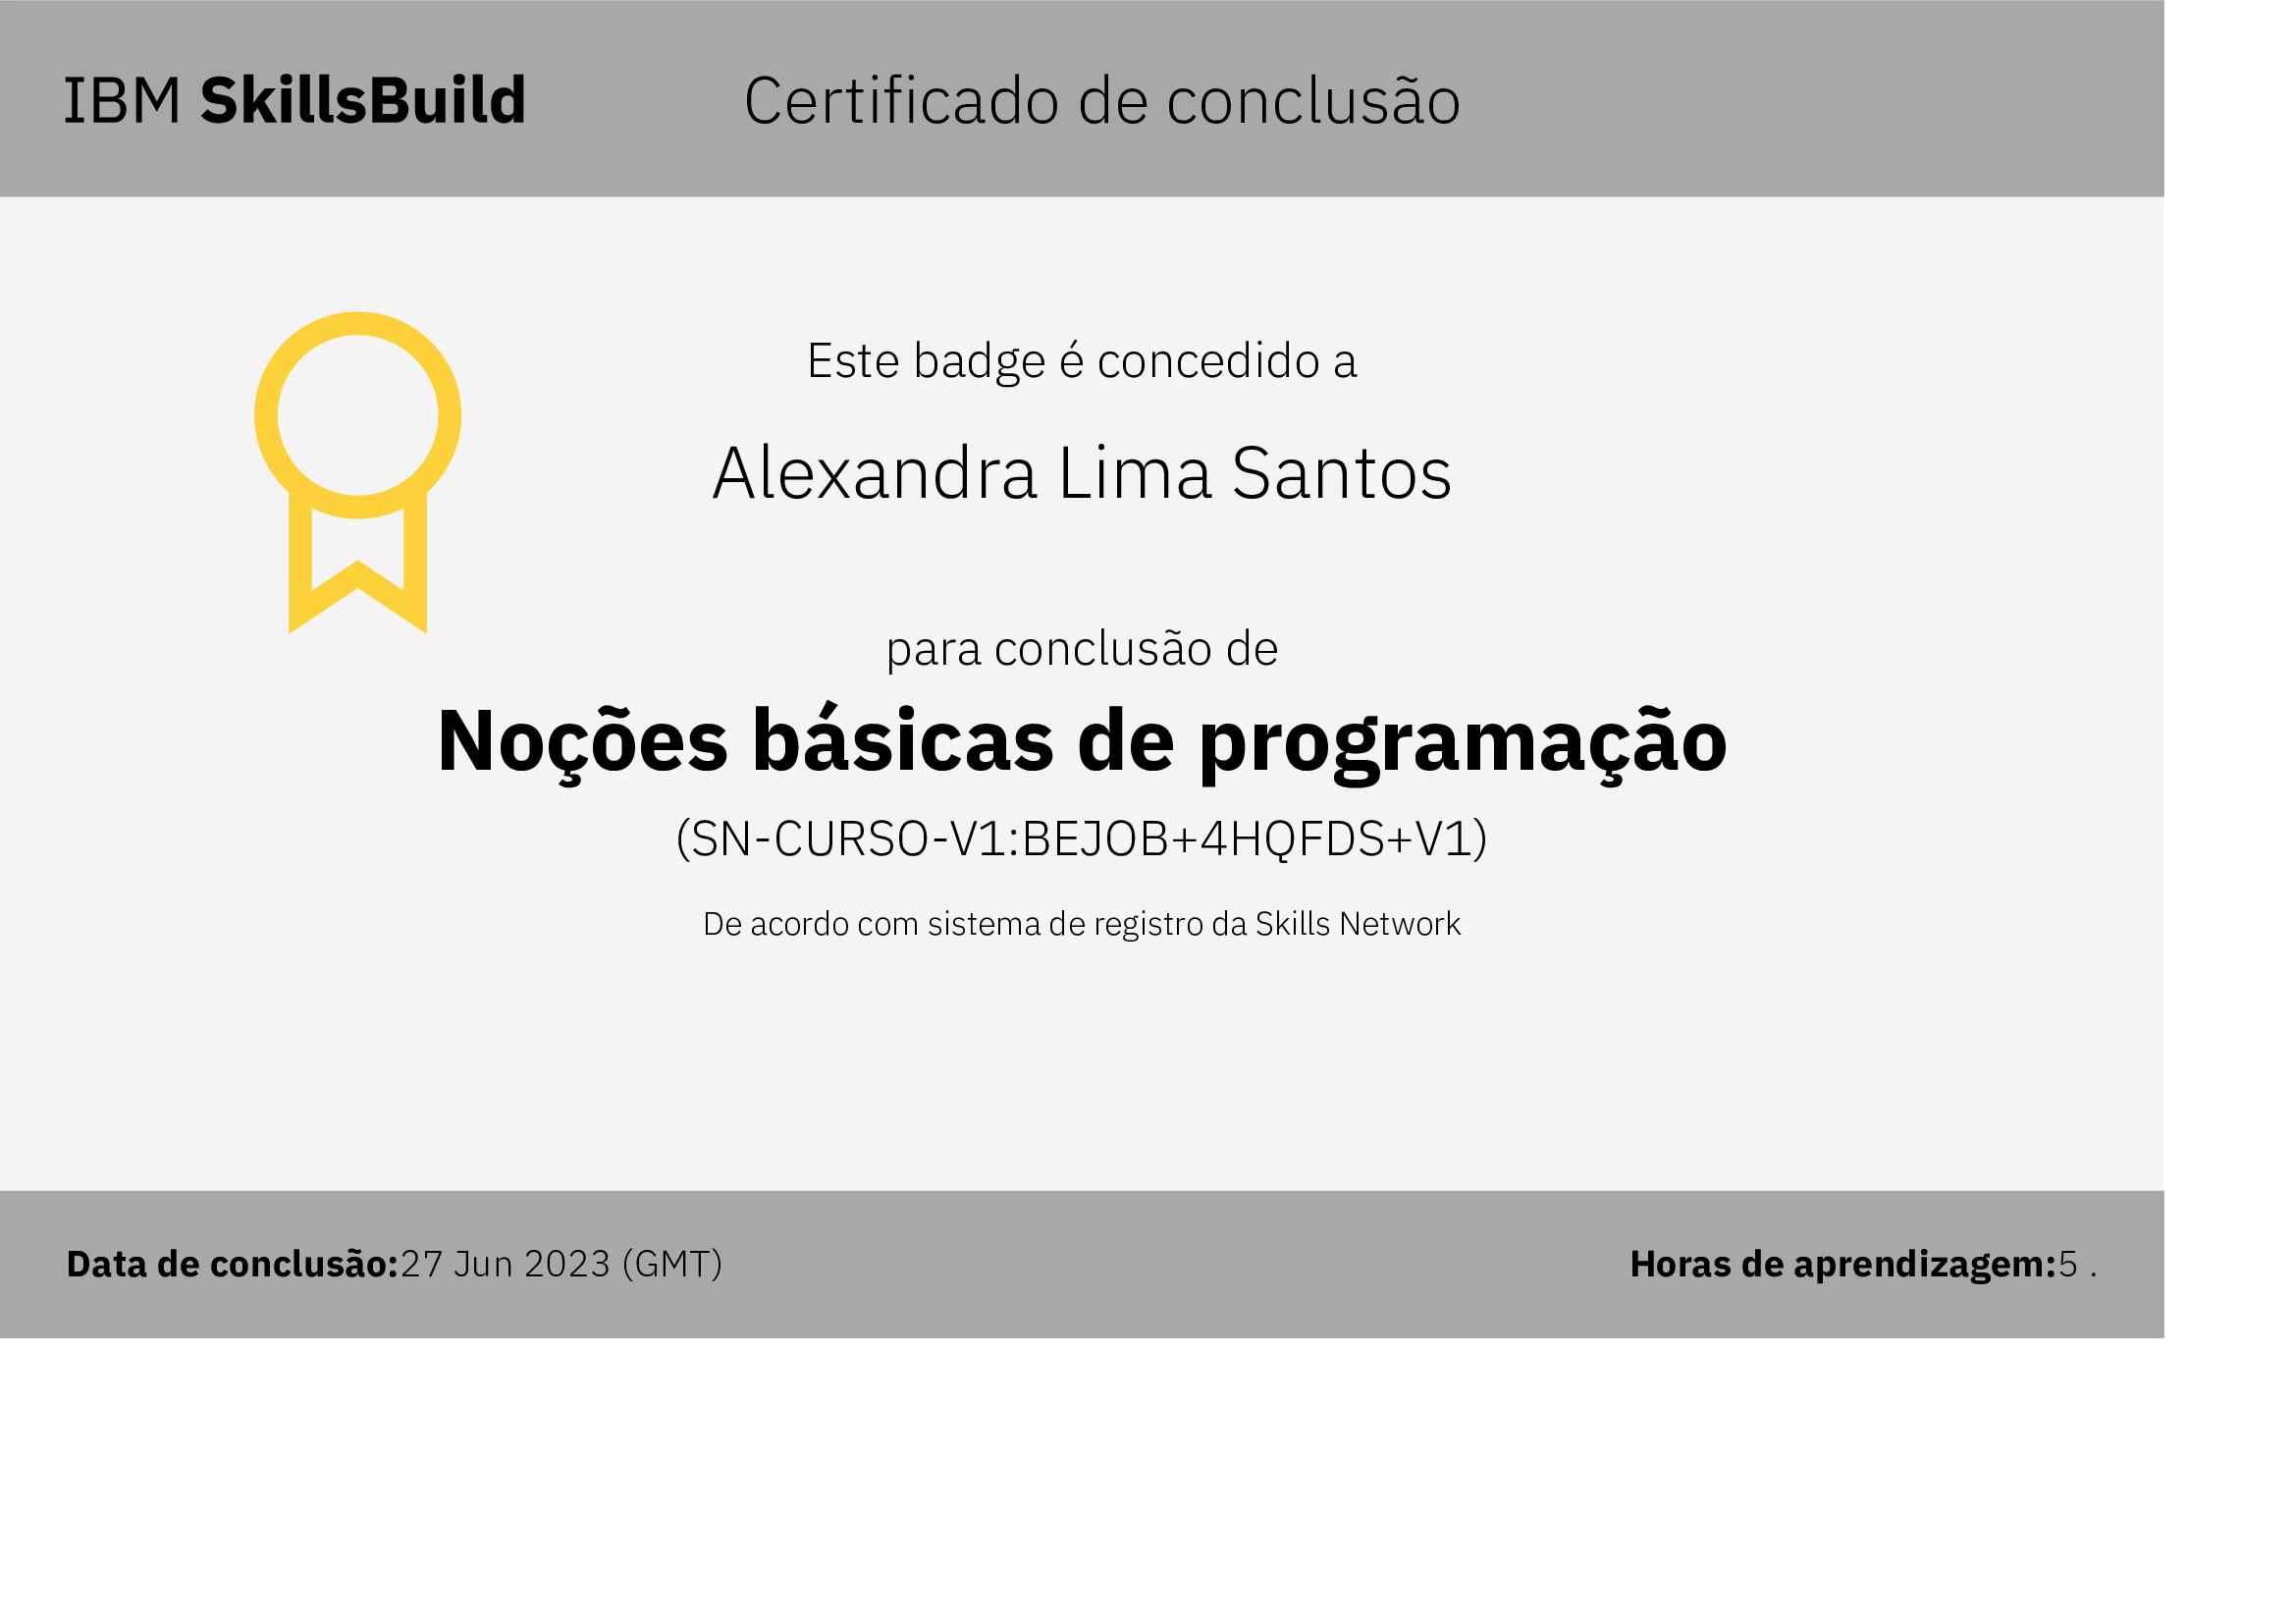 IBM SkillsBuild
Certificado de conclusão
Este badge é concedido a
Alexandra Lima Santos
para conclusão de
Noções básicas de programação
(SN-CURSO-V1:BEJOB+4HQFDS+V1)
De acordo com sistema de registro da Skills Network
Data de conclusão:27 Jun 2023 (GMT)
Horas de aprendizagem:5 .